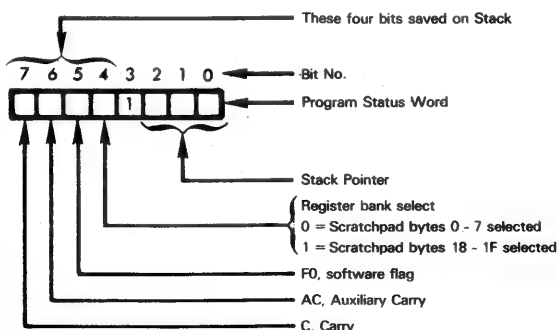 These four bits saved on Stack
7 6 5 4 3 2 1 0 Bit No.
1 Program Status Word
Stack Pointer
Register bank select
0 = Scratchpad bytes 0 - 7 selected
1 = Scratchpad bytes 18 - 1F selected
F0, software flag
AC, Auxiliary Carry
C, Carry